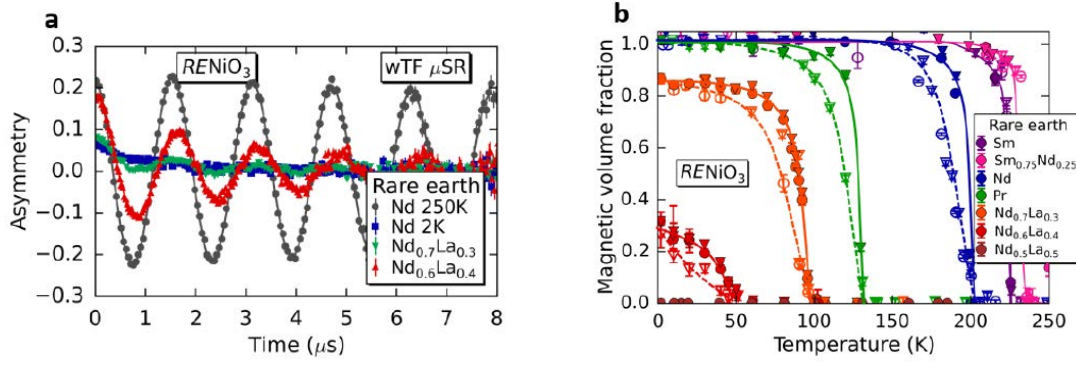 a
0.3
0.2
0.1
0.0
−0.1
−0.2
−0.3
Asymmetry
RENiO₃
wTF μSR
Rare earth
Nd 250K
Nd 2K
Nd₀.₇La₀.₃
Nd₀.₆La₀.₄
0 1 2 3 4 5 6 7 8
Time (μs)
b
1.0
0.8
0.6
0.4
0.2
0.0
Magnetic volume fraction
RENiO₃
Rare earth
Sm
Sm₀.₇₅Nd₀.₂₅
Nd
Pr
Nd₀.₇La₀.₃
Nd₀.₆La₀.₄
Nd₀.₅La₀.₅
0 50 100 150 200 250
Temperature (K)